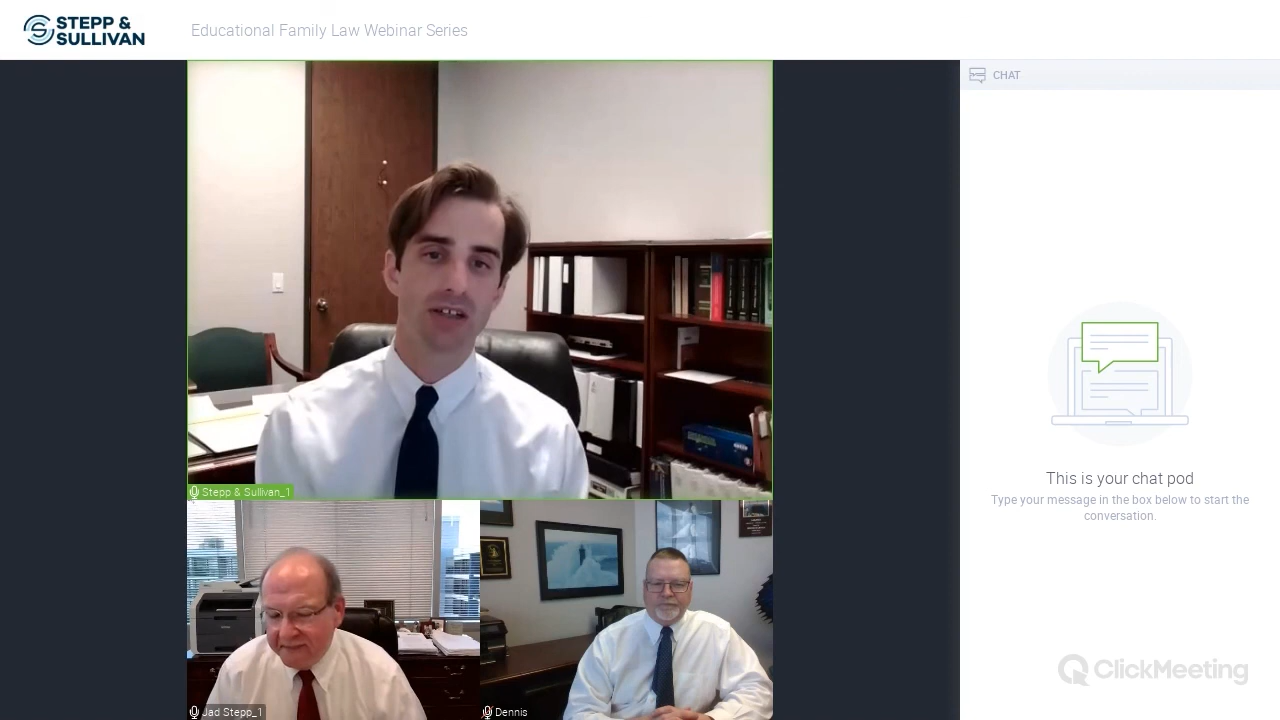 STEPP &
SULLIVAN
Educational Family Law Webinar Series
CHAT
Stepp & Sullivan_1
This is your chat pod
Type your message in the box below to start the
conversation.
ClickMeeting
Jad Stepp_1
Dennis